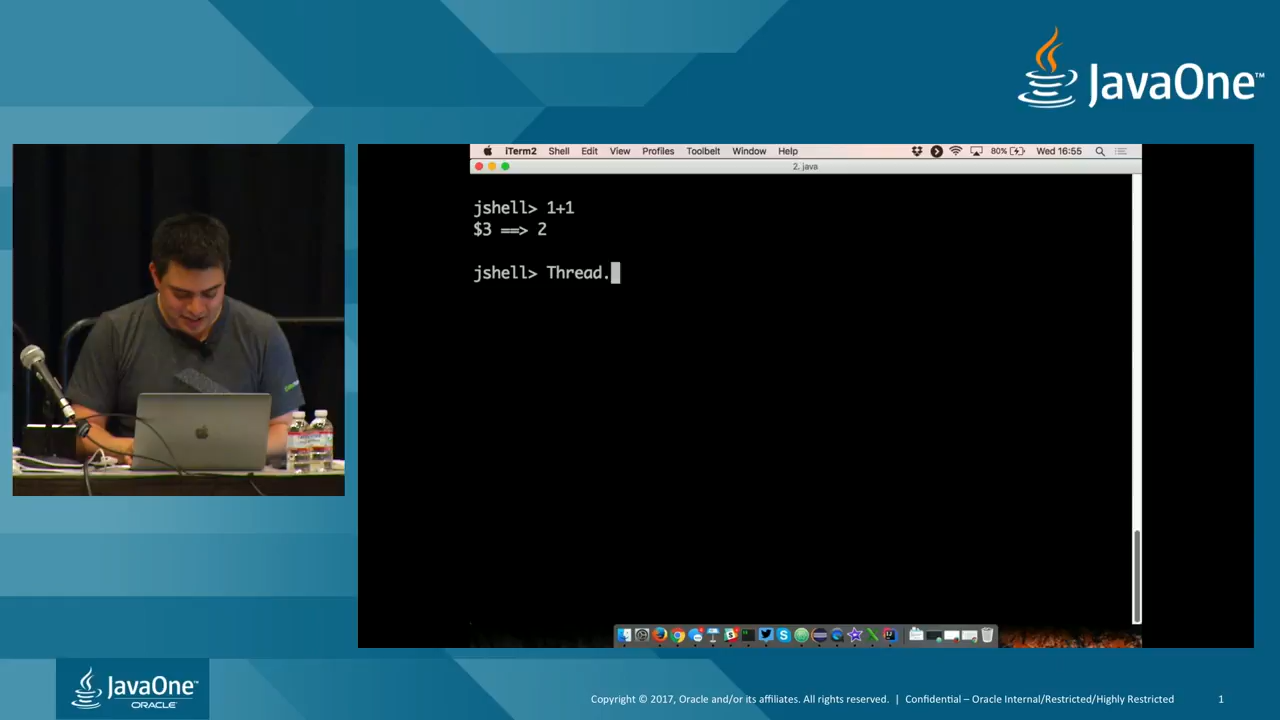 JavaOne™
iTerm2 Shell Edit View Profiles Toolbelt Window Help 80% Wed 16:55
2. java
jshell> 1+1
$3 ==> 2
jshell> Thread.
JavaOne™
ORACLE®
Copyright © 2017, Oracle and/or its affiliates. All rights reserved. | Confidential – Oracle Internal/Restricted/Highly Restricted 1